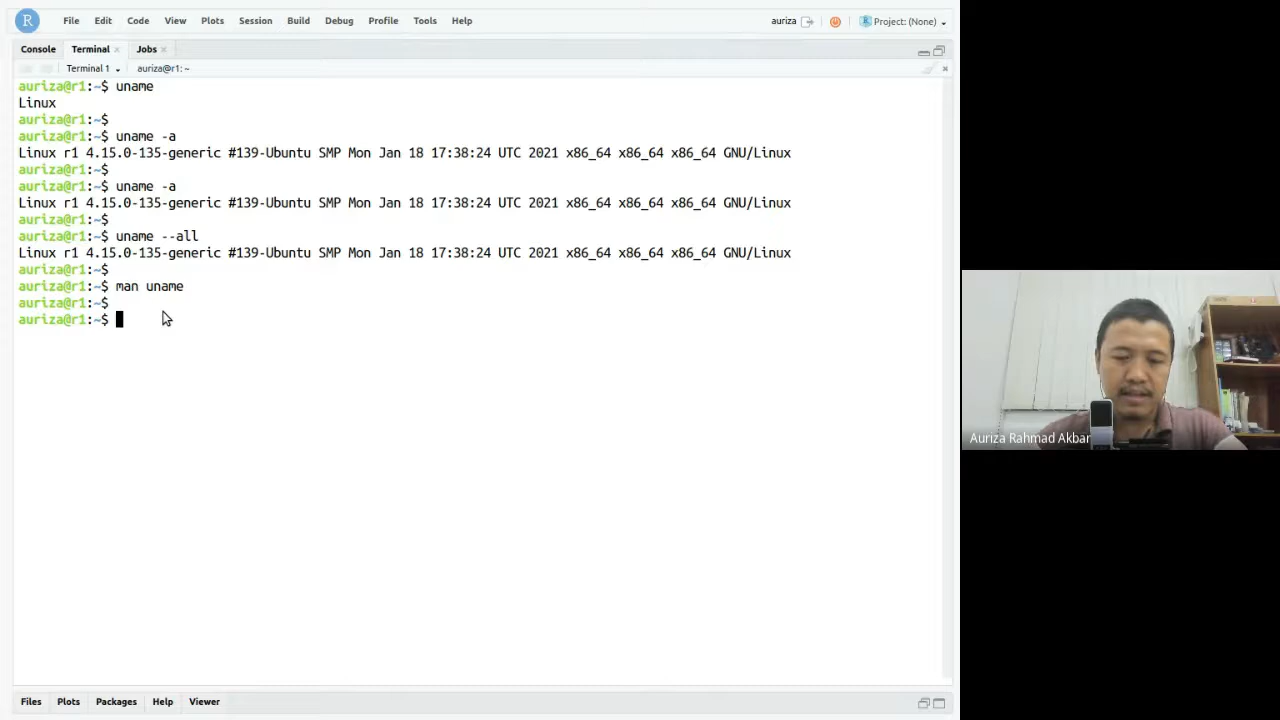 R File Edit Code View Plots Session Build Debug Profile Tools Help auriza R Project: (None)
Console Terminal Jobs
Terminal 1 auriza@r1: ~
auriza@r1:~$ uname
Linux
auriza@r1:~$
auriza@r1:~$ uname -a
Linux r1 4.15.0-135-generic #139-Ubuntu SMP Mon Jan 18 17:38:24 UTC 2021 x86_64 x86_64 x86_64 GNU/Linux
auriza@r1:~$
auriza@r1:~$ uname -a
Linux r1 4.15.0-135-generic #139-Ubuntu SMP Mon Jan 18 17:38:24 UTC 2021 x86_64 x86_64 x86_64 GNU/Linux
auriza@r1:~$
auriza@r1:~$ uname --all
Linux r1 4.15.0-135-generic #139-Ubuntu SMP Mon Jan 18 17:38:24 UTC 2021 x86_64 x86_64 x86_64 GNU/Linux
auriza@r1:~$
auriza@r1:~$ man uname
auriza@r1:~$
auriza@r1:~$
Auriza Rahmad Akbar
Files Plots Packages Help Viewer